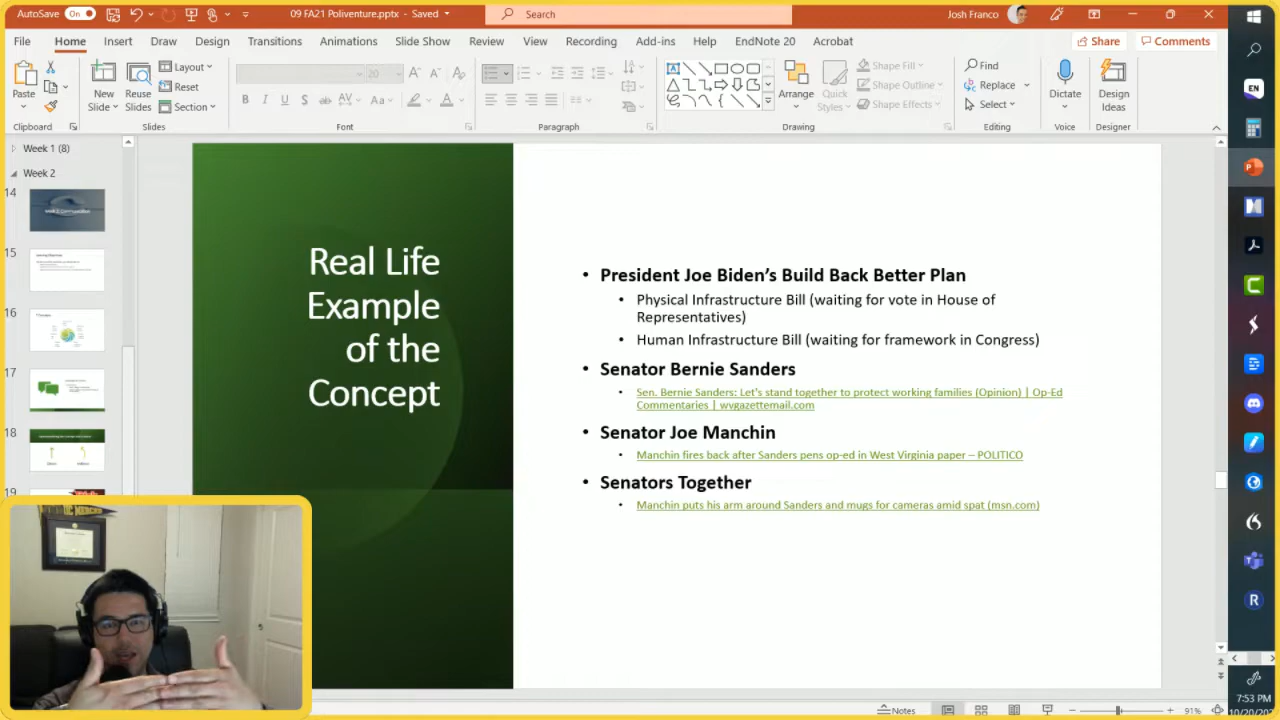 AutoSave On 09 FA21 Poliventure.pptx - Saved Search Josh Franco
File Home Insert Draw Design Transitions Animations Slide Show Review View Recording Add-ins Help EndNote 20 Acrobat Share Comments
Paste
New Slide
Reuse Slides
Layout
Reset
Section
20
B I U S ab AV Aa A
Arrange
Quick Styles
Shape Fill
Shape Outline
Shape Effects
Find
Replace
Select
Dictate
Design Ideas
Clipboard Slides Font Paragraph Drawing Editing Voice Designer
EN
Week 1 (8)
Week 2
14
15
16
17
18
19
Real Life
Example
of the
Concept
• President Joe Biden's Build Back Better Plan
• Physical Infrastructure Bill (waiting for vote in House of
Representatives)
• Human Infrastructure Bill (waiting for framework in Congress)
• Senator Bernie Sanders
• Sen. Bernie Sanders: Let's stand together to protect working families (Opinion) | Op-Ed
Commentaries | wvgazettemail.com
• Senator Joe Manchin
• Manchin fires back after Sanders pens op-ed in West Virginia paper – POLITICO
• Senators Together
• Manchin puts his arm around Sanders and mugs for cameras amid spat (msn.com)
Notes 91%
7:53 PM